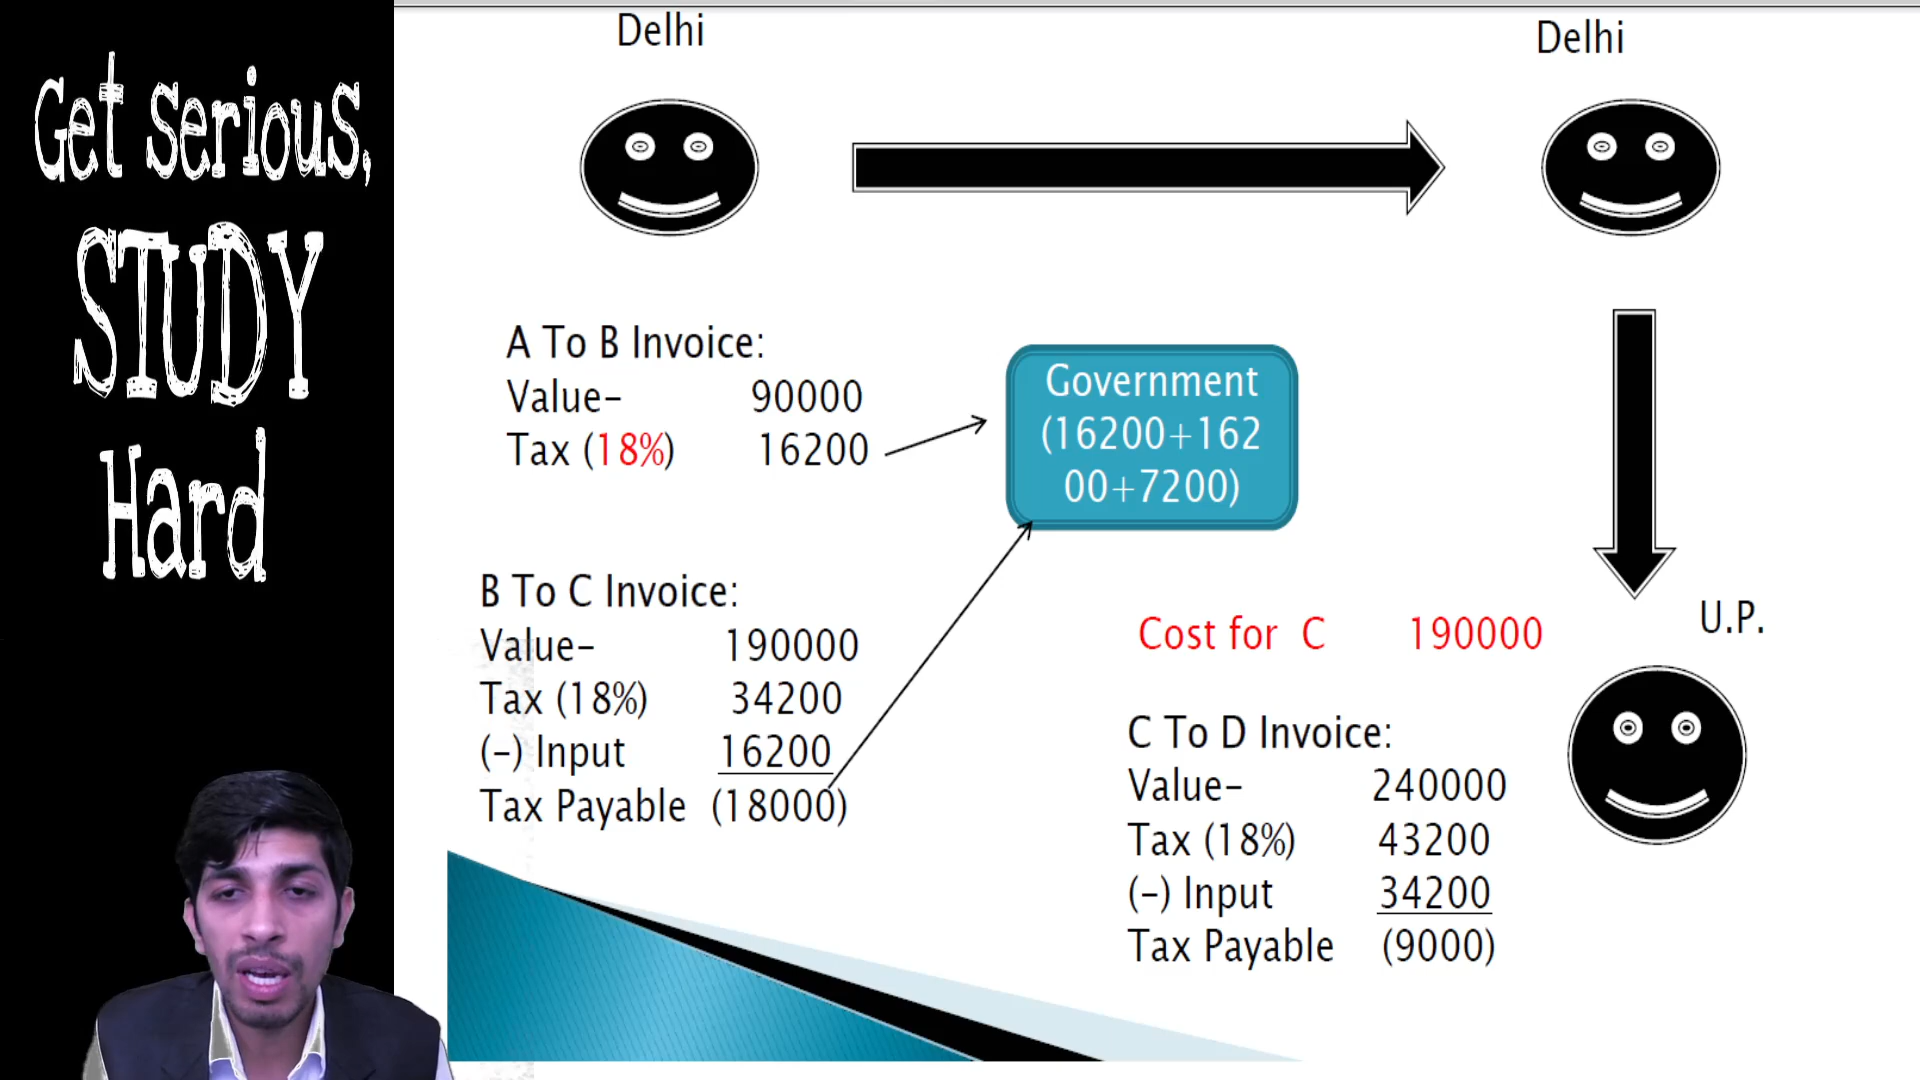 Get serious,
STUDY
Hard
Delhi
Delhi
A To B Invoice:
Value- 90000
Tax (18%) 16200
Government
(16200+162
00+7200)
B To C Invoice:
Value- 190000
Tax (18%) 34200
(-) Input 16200
Tax Payable (18000)
Cost for C 190000
U.P.
C To D Invoice:
Value- 240000
Tax (18%) 43200
(-) Input 34200
Tax Payable (9000)